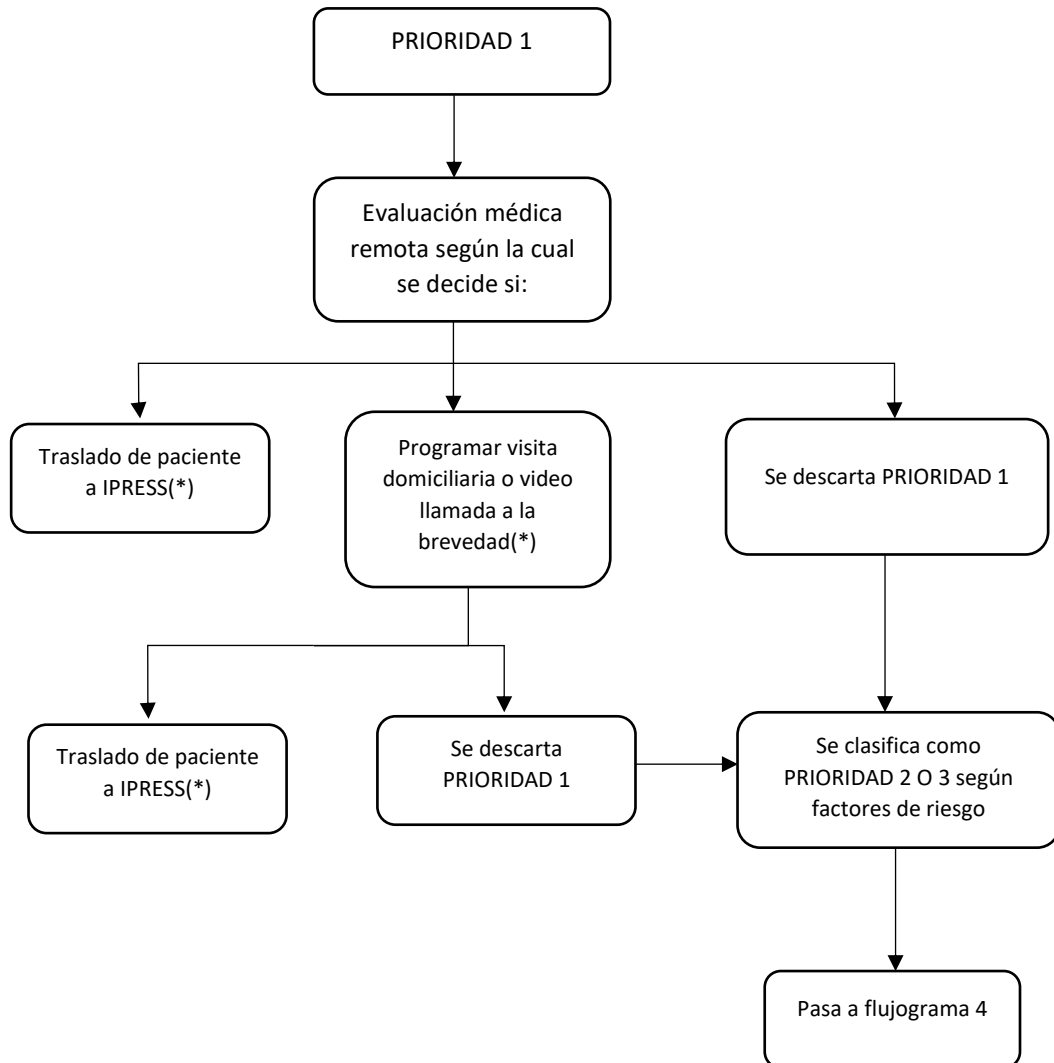 PRIORIDAD 1
Evaluación médica
remota según la cual
se decide si:
Traslado de paciente
a IPRESS(*)
Programar visita
domiciliaria o video
llamada a la
brevedad(*)
Se descarta PRIORIDAD 1
Traslado de paciente
a IPRESS(*)
Se descarta
PRIORIDAD 1
Se clasifica como
PRIORIDAD 2 O 3 según
factores de riesgo
Pasa a flujograma 4